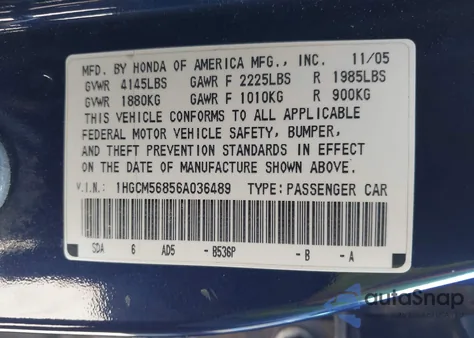 MFD. BY HONDA OF AMERICA MFG., INC. 11/05
GVWR 4145LBS GAWR F 2225LBS R 1985LBS
GVWR 1880KG GAWR F 1010KG R 900KG
THIS VEHICLE CONFORMS TO ALL APPLICABLE
FEDERAL MOTOR VEHICLE SAFETY, BUMPER,
AND THEFT PREVENTION STANDARDS IN EFFECT
ON THE DATE OF MANUFACTURE SHOWN ABOVE.
V.I.N.: 1HGCM56856A036489 TYPE: PASSENGER CAR
SDA 6 AD5 - B536P - B - A
autoSnap